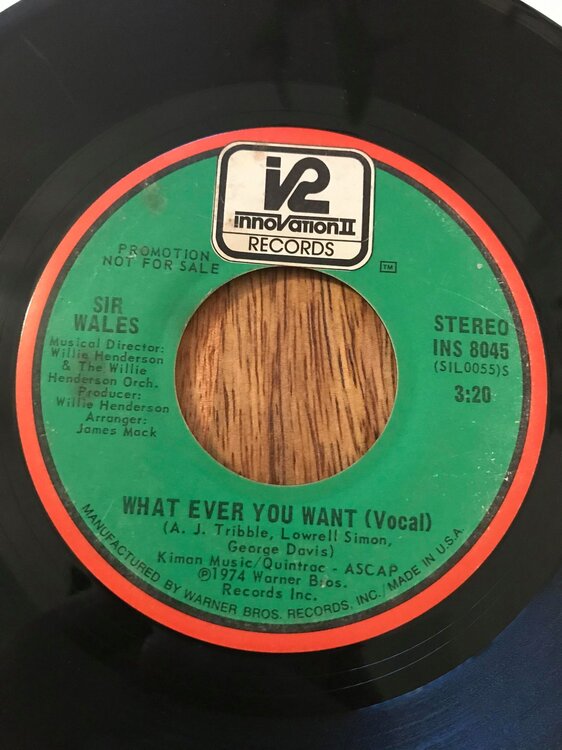 i2
innovation II
RECORDS
TM
PROMOTION
NOT FOR SALE
SIR
WALES
Musical Director:
Willie Henderson
& The Willie
Henderson Orch.
Producer:
Willie Henderson
Arranger:
James Mack
STEREO
INS 8045
(SIL0055)S
3:20
WHAT EVER YOU WANT (Vocal)
(A. J. Tribble, Lowrell Simon,
George Davis)
Kiman Music/Quintrac - ASCAP
℗1974 Warner Bros.
Records Inc.
MANUFACTURED BY WARNER BROS. RECORDS, INC./MADE IN U.S.A.